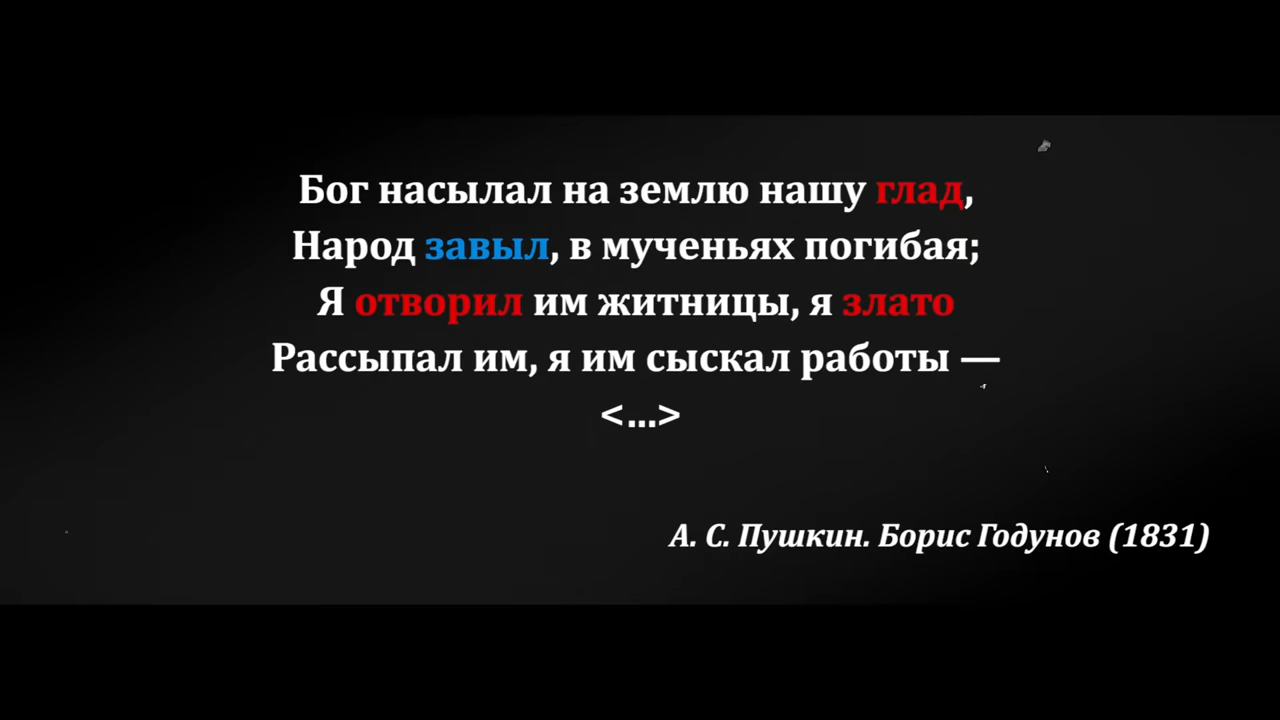 Бог насылал на землю нашу глад,
Народ завыл, в мученьях погибая;
Я отворил им житницы, я злато
Рассыпал им, я им сыскал работы —
<...>
А. С. Пушкин. Борис Годунов (1831)